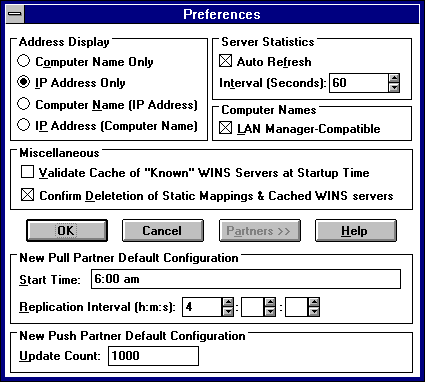 Preferences
Address Display
Computer Name Only
IP Address Only
Computer Name (IP Address)
IP Address (Computer Name)
Server Statistics
Auto Refresh
Interval (Seconds): 60
Computer Names
LAN Manager-Compatible
Miscellaneous
Validate Cache of "Known" WINS Servers at Startup Time
Confirm Deletetion of Static Mappings & Cached WINS servers
OK Cancel Partners >> Help
New Pull Partner Default Configuration
Start Time: 6:00 am
Replication Interval (h:m:s): 4 : :
New Push Partner Default Configuration
Update Count: 1000